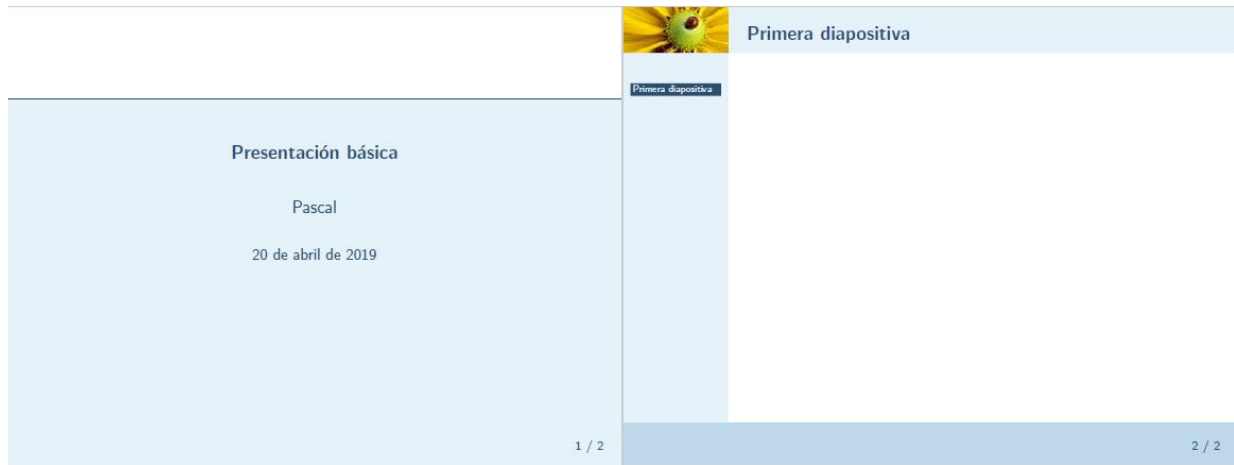 Presentación básica
Pascal
20 de abril de 2019
1 / 2
Primera diapositiva
Primera diapositiva
2 / 2